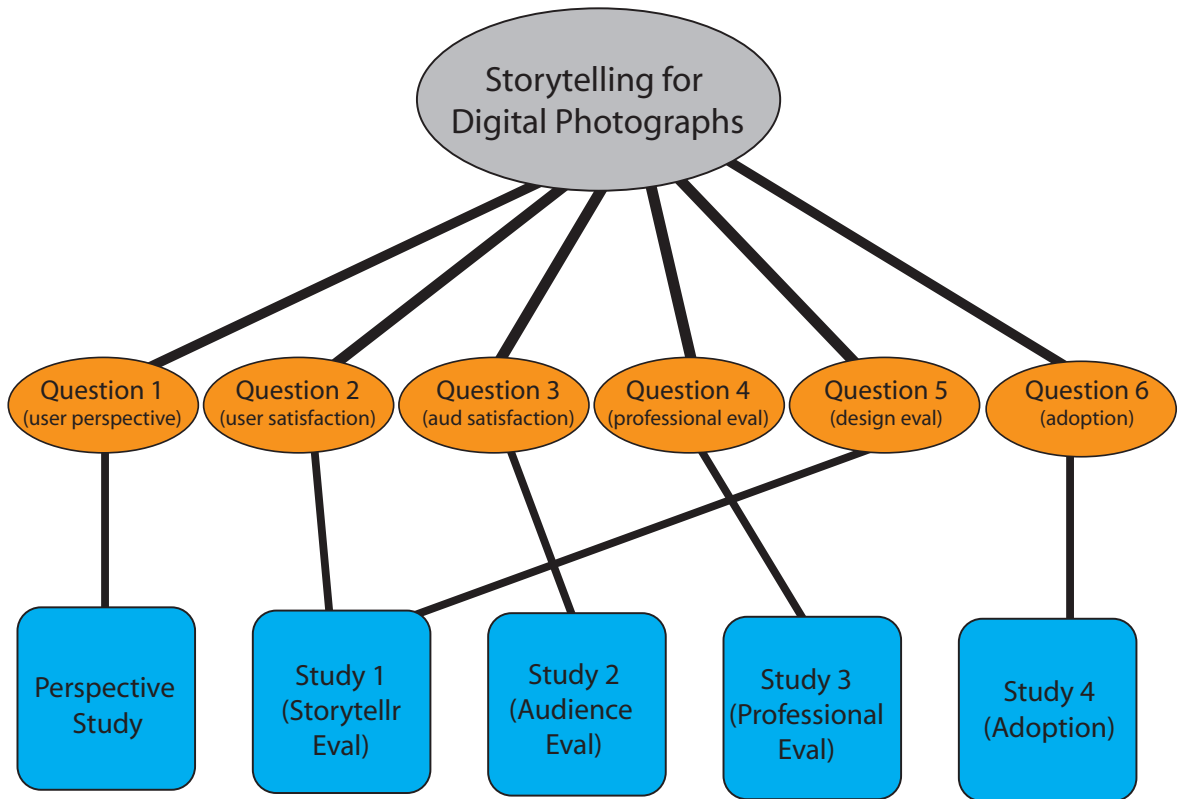 Storytelling for
Digital Photographs
Question 1
(user perspective)
Question 2
(user satisfaction)
Question 3
(aud satisfaction)
Question 4
(professional eval)
Question 5
(design eval)
Question 6
(adoption)
Perspective
Study
Study 1
(Storytellr
Eval)
Study 2
(Audience
Eval)
Study 3
(Professional
Eval)
Study 4
(Adoption)